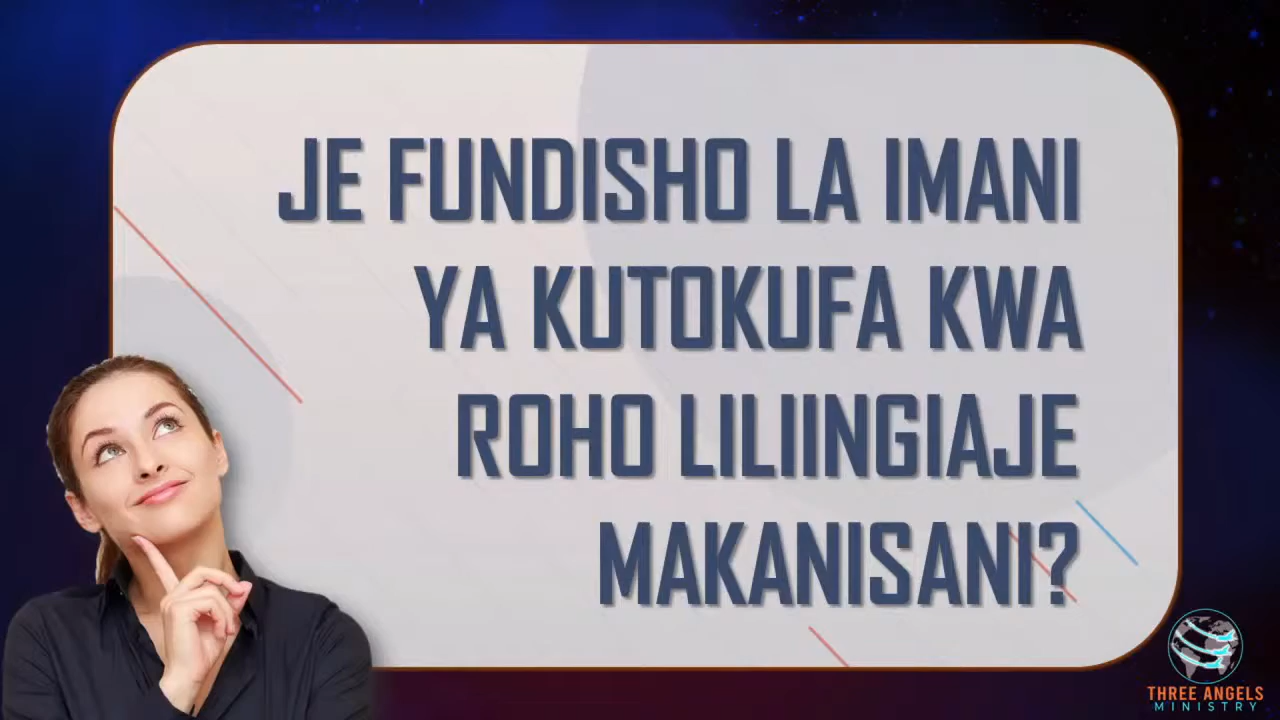 JE FUNDISHO LA IMANI
YA KUTOKUFA KWA
ROHO LILIINGIAJE
MAKANISANI?
THREE ANGELS
MINISTRY